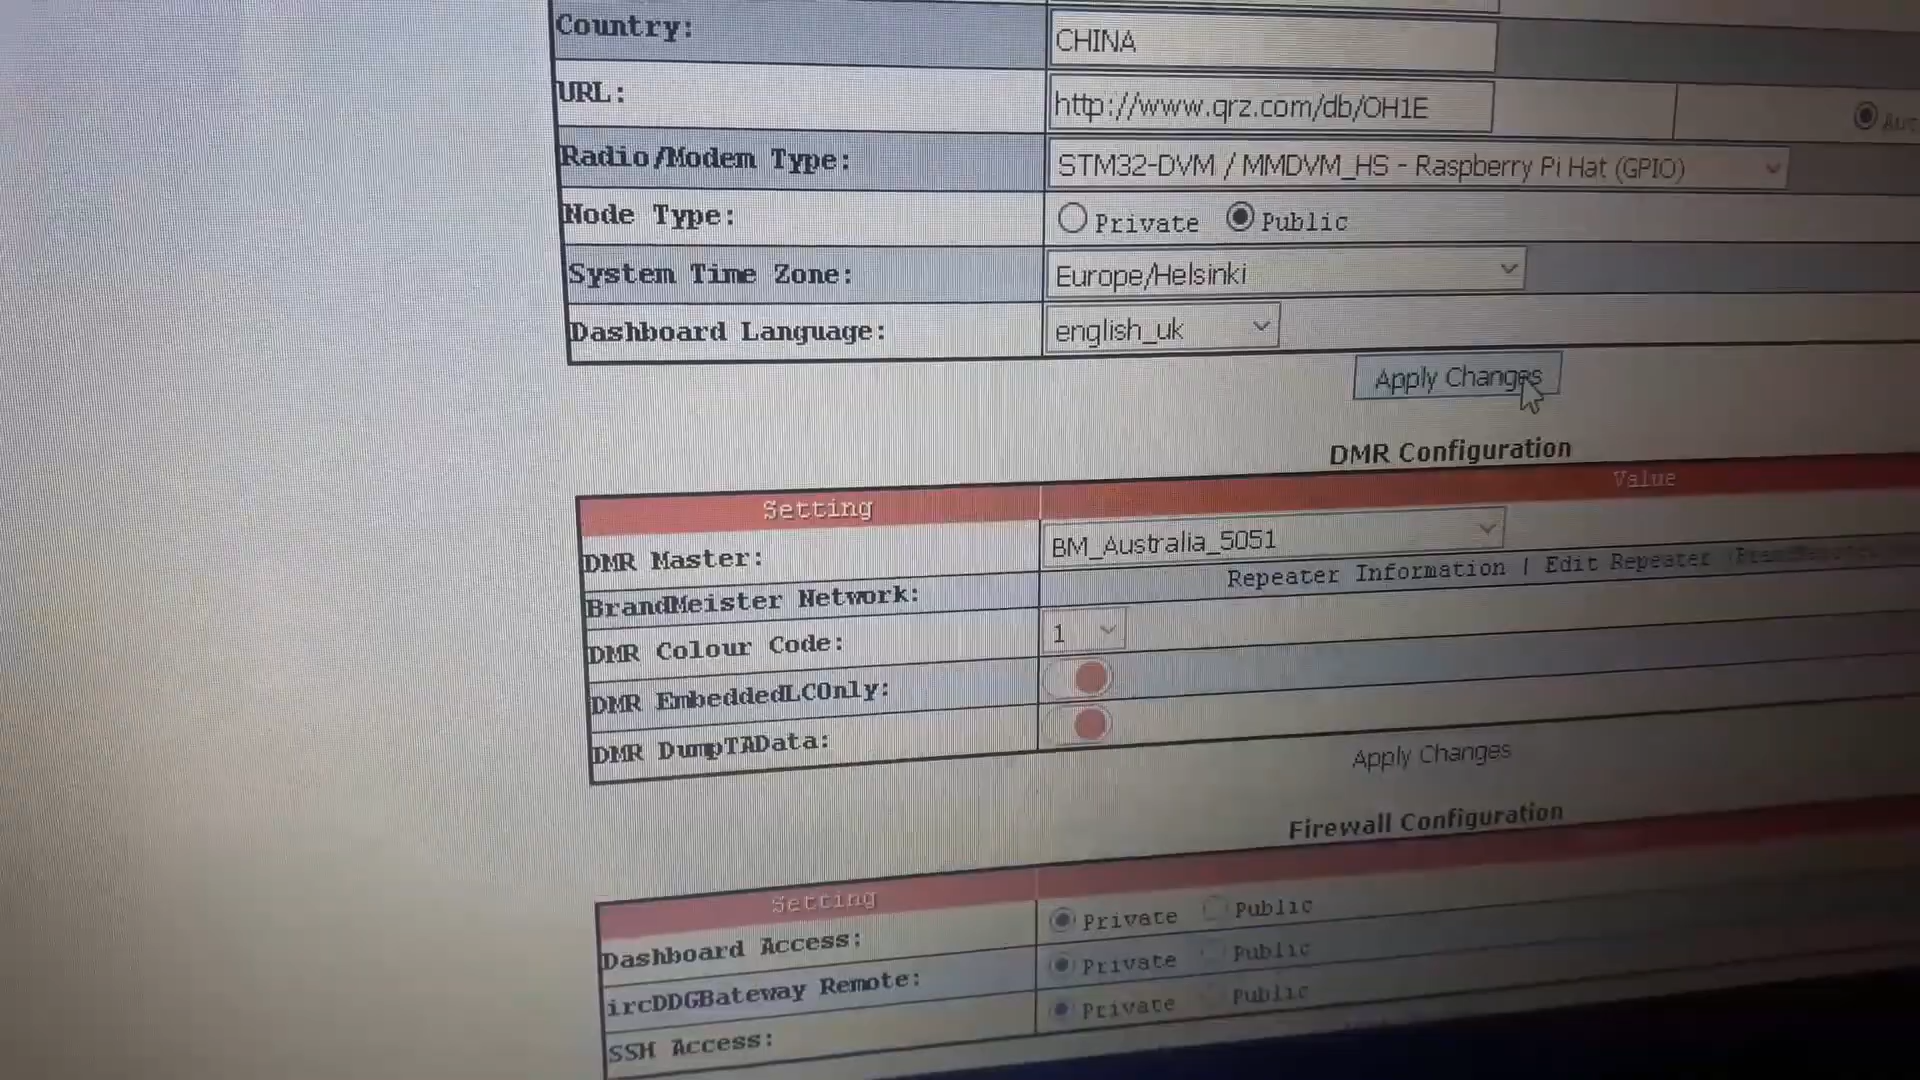 Country: CHINA
URL: http://www.qrz.com/db/OH1E
Radio/Modem Type: STM32-DVM / MMDVM_HS - Raspberry Pi Hat (GPIO)
Node Type: Private Public
System Time Zone: Europe/Helsinki
Dashboard Language: english_uk
Apply Changes
DMR Configuration
Setting Value
DMR Master: BM_Australia_5051
BrandMeister Network: Repeater Information | Edit Repeater
DMR Colour Code: 1
DMR EmbeddedLCOnly:
DMR DumpTAData:
Apply Changes
Firewall Configuration
Setting
Dashboard Access: Private Public
ircDDGBateway Remote: Private Public
SSH Access: Private Public